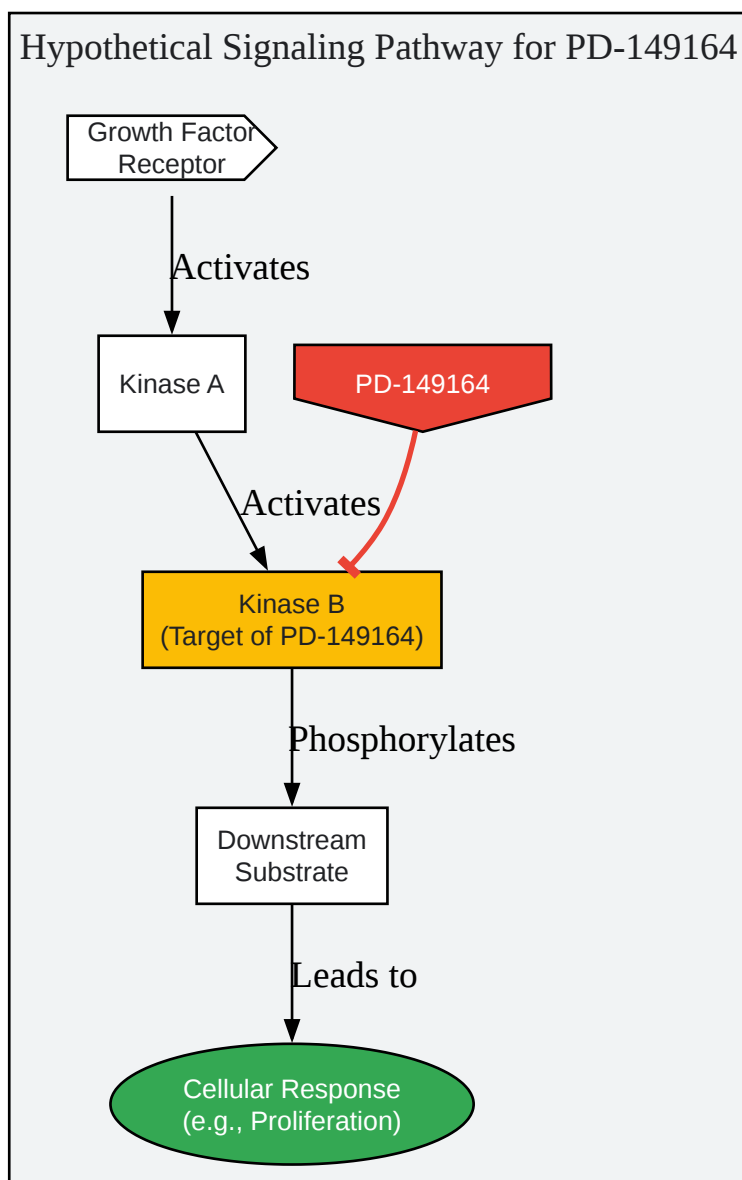 Hypothetical Signaling Pathway for PD-149164
Growth Factor
Receptor
Activates
Kinase A
PD-149164
Activates
Kinase B
(Target of PD-149164)
Phosphorylates
Downstream
Substrate
Leads to
Cellular Response
(e.g., Proliferation)